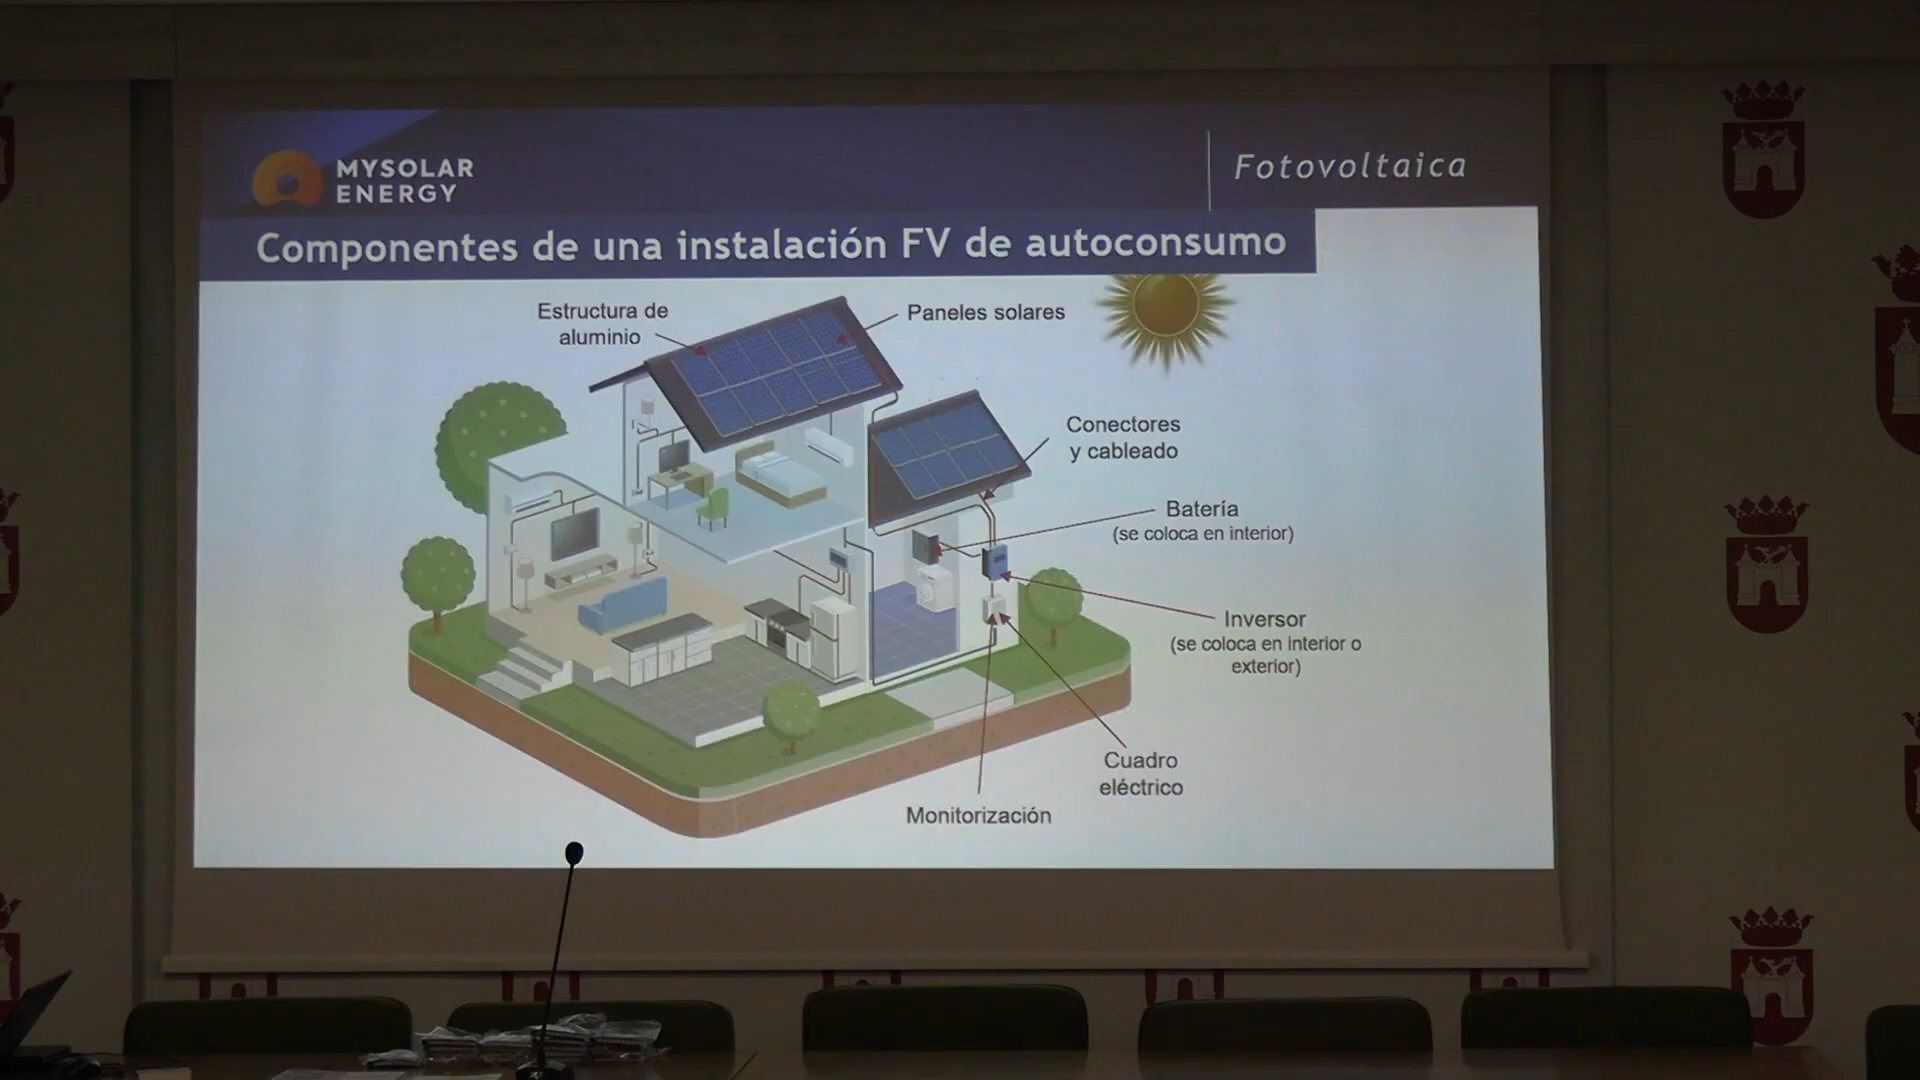 MYSOLAR
ENERGY
Fotovoltaica
Componentes de una instalación FV de autoconsumo
Estructura de
aluminio
Paneles solares
Conectores
y cableado
Batería
(se coloca en interior)
Inversor
(se coloca en interior o
exterior)
Cuadro
eléctrico
Monitorización